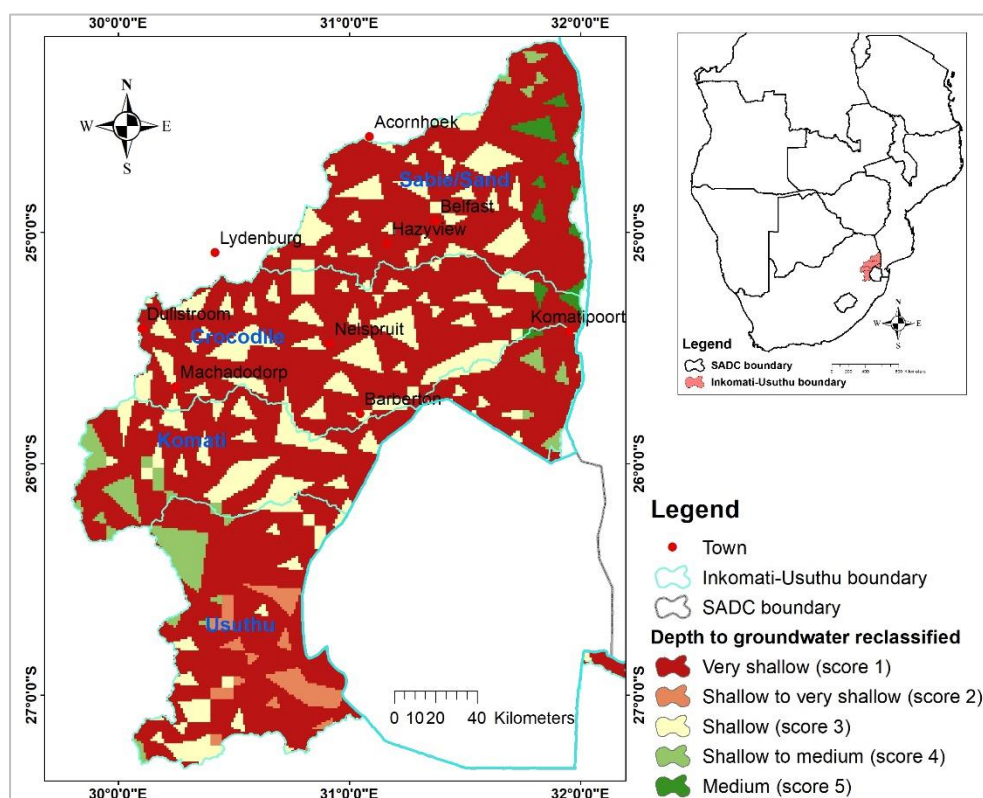 30°0'0"E 31°0'0"E 32°0'0"E
N
W E
S
Acornhoek
Sabie/Sand
Belfast
Hazyview
Lydenburg
25°0'0"S
25°0'0"S
Dullstroom
Crocodile
Nelspruit
Komatipoort
Machadodorp
Barberton
Komati
26°0'0"S
26°0'0"S
Usuthu
27°0'0"S
27°0'0"S
0 10 20 40 Kilometers
30°0'0"E 31°0'0"E 32°0'0"E
N
W E
S
Legend
SADC boundary
Inkomati-Usuthu boundary
Legend
Town
Inkomati-Usuthu boundary
SADC boundary
Depth to groundwater reclassified
Very shallow (score 1)
Shallow to very shallow (score 2)
Shallow (score 3)
Shallow to medium (score 4)
Medium (score 5)